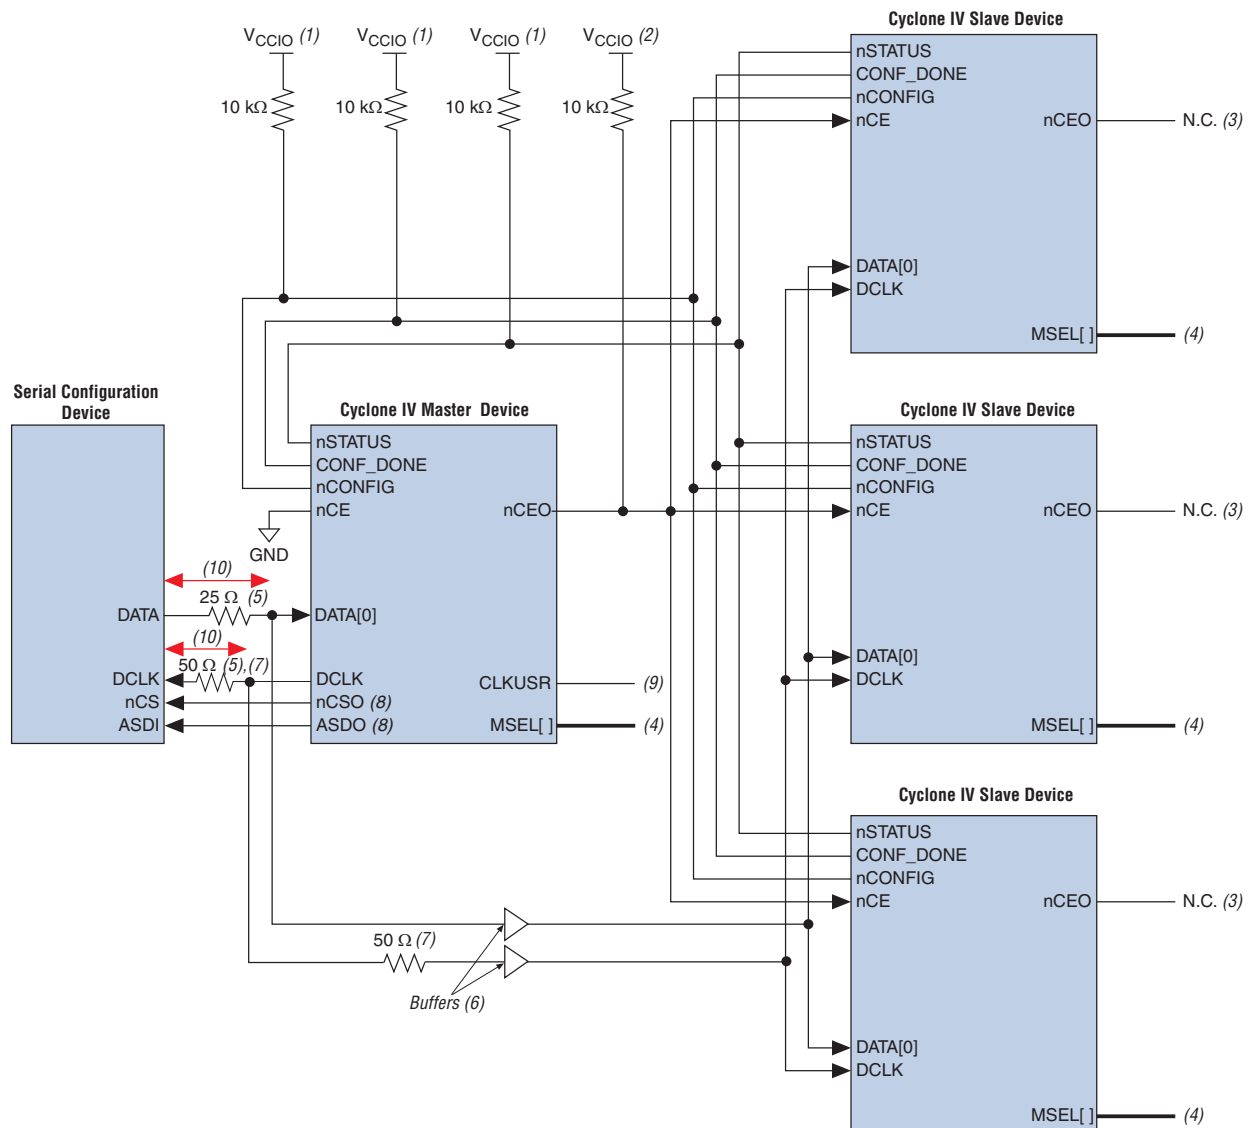 Cyclone IV Slave Device
VCCIO (1)
VCCIO (1)
VCCIO (1)
VCCIO (2)
10 kΩ
10 kΩ
10 kΩ
10 kΩ
nSTATUS
CONF_DONE
nCONFIG
nCE
nCEO
N.C. (3)
DATA[0]
DCLK
MSEL[ ]
(4)
Serial Configuration
Device
DATA
DCLK
nCS
ASDI
(10)
25 Ω (5)
(10)
50 Ω (5),(7)
Cyclone IV Master Device
nSTATUS
CONF_DONE
nCONFIG
nCE
GND
nCEO
DATA[0]
DCLK
nCSO (8)
ASDO (8)
CLKUSR
(9)
MSEL[ ]
(4)
Cyclone IV Slave Device
nSTATUS
CONF_DONE
nCONFIG
nCE
nCEO
N.C. (3)
DATA[0]
DCLK
MSEL[ ]
(4)
50 Ω (7)
Buffers (6)
Cyclone IV Slave Device
nSTATUS
CONF_DONE
nCONFIG
nCE
nCEO
N.C. (3)
DATA[0]
DCLK
MSEL[ ]
(4)